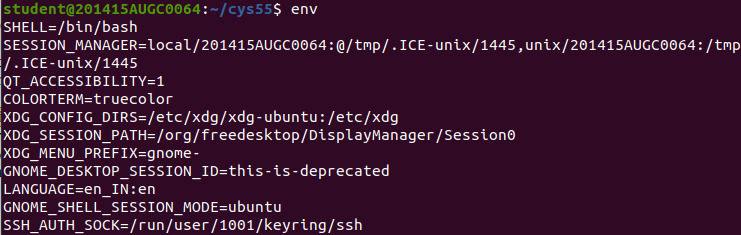 student@201415AUGC0064:~/cys55$ env
SHELL=/bin/bash
SESSION_MANAGER=local/201415AUGC0064:@/tmp/.ICE-unix/1445,unix/201415AUGC0064:/tmp
/.ICE-unix/1445
QT_ACCESSIBILITY=1
COLORTERM=truecolor
XDG_CONFIG_DIRS=/etc/xdg/xdg-ubuntu:/etc/xdg
XDG_SESSION_PATH=/org/freedesktop/DisplayManager/Session0
XDG_MENU_PREFIX=gnome-
GNOME_DESKTOP_SESSION_ID=this-is-deprecated
LANGUAGE=en_IN:en
GNOME_SHELL_SESSION_MODE=ubuntu
SSH_AUTH_SOCK=/run/user/1001/keyring/ssh